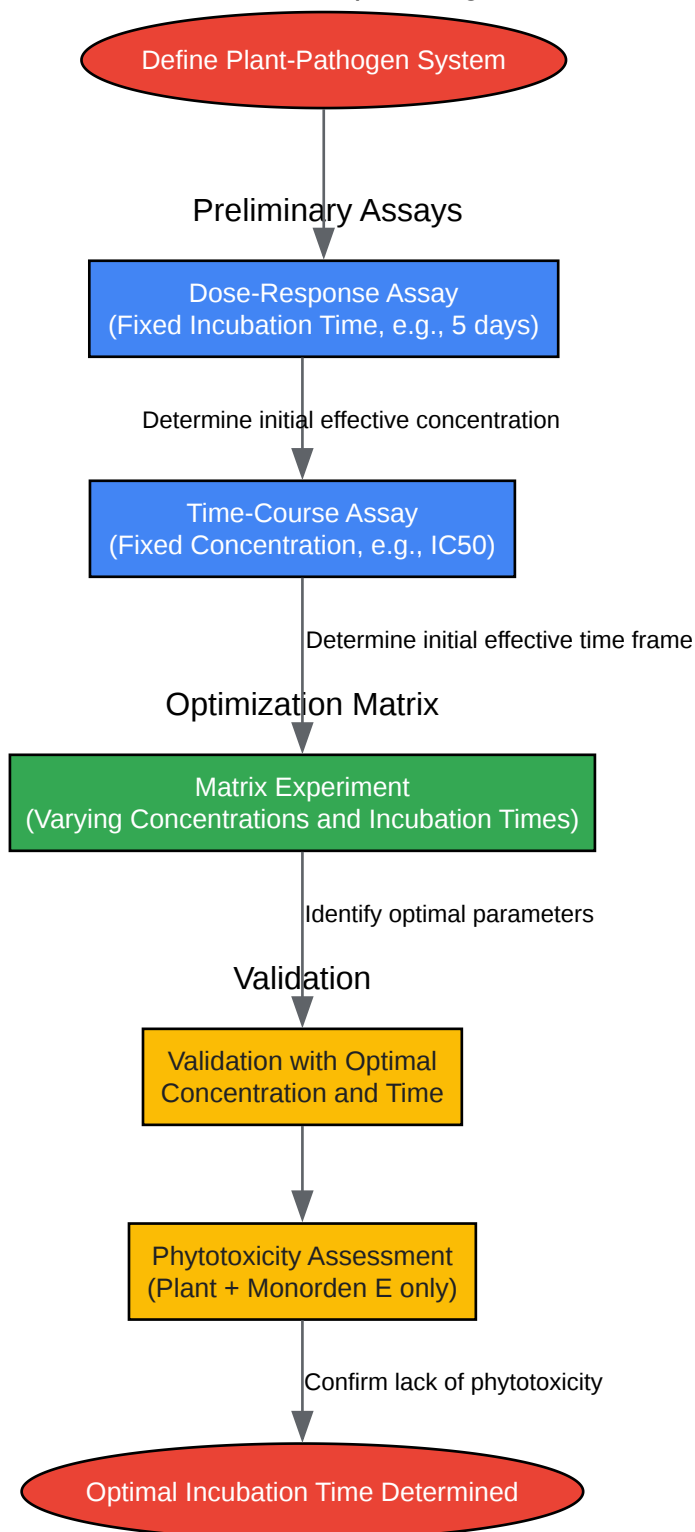 Define Plant-Pathogen System
Preliminary Assays
Dose-Response Assay
(Fixed Incubation Time, e.g., 5 days)
Determine initial effective concentration
Time-Course Assay
(Fixed Concentration, e.g., IC50)
Determine initial effective time frame
Optimization Matrix
Matrix Experiment
(Varying Concentrations and Incubation Times)
Identify optimal parameters
Validation
Validation with Optimal
Concentration and Time
Phytotoxicity Assessment
(Plant + Monorden E only)
Confirm lack of phytotoxicity
Optimal Incubation Time Determined